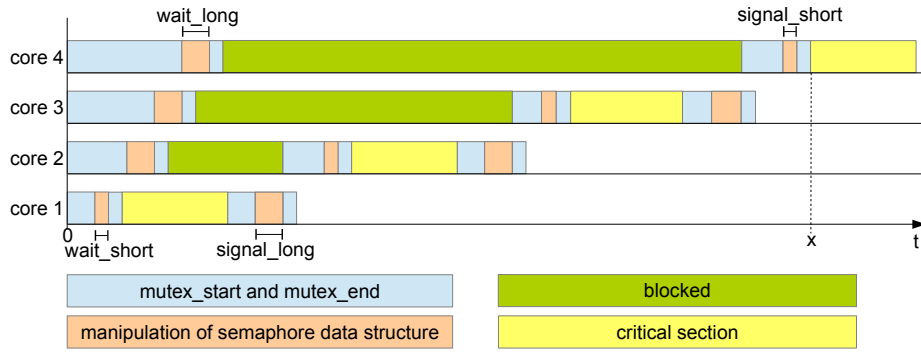 wait_long
signal_short
core 4
core 3
core 2
core 1
0
x
t
wait_short
signal_long
mutex_start and mutex_end
blocked
manipulation of semaphore data structure
critical section